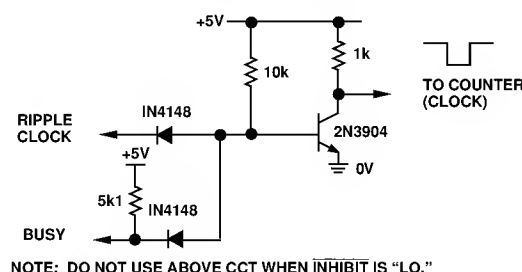 +5V
10k
1k
TO COUNTER
(CLOCK)
IN4148
RIPPLE
CLOCK
2N3904
+5V
0V
5k1
IN4148
BUSY
NOTE: DO NOT USE ABOVE CCT WHEN INHIBIT IS “LO.”